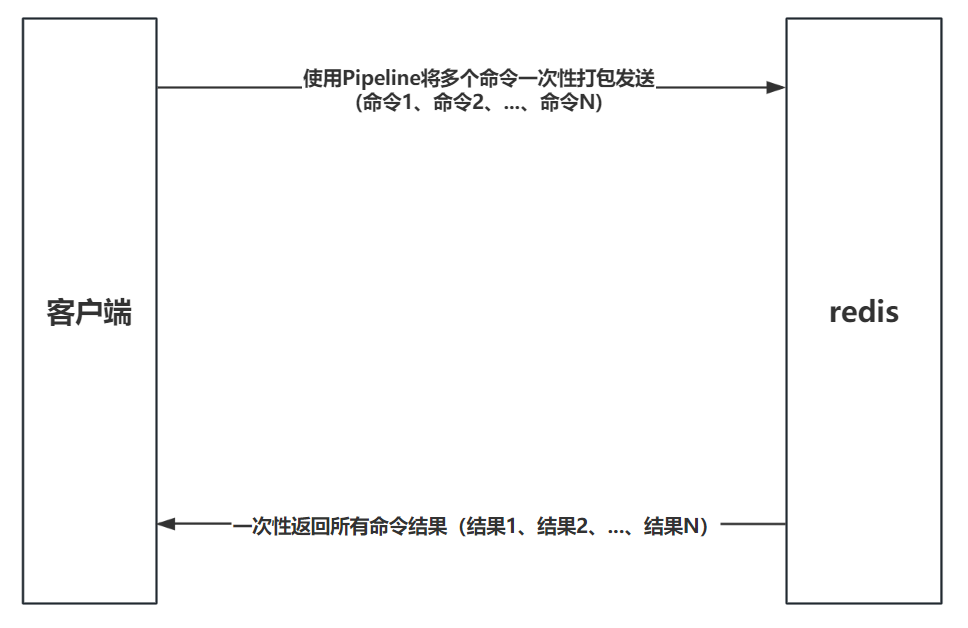 使用Pipeline将多个命令一次性打包发送
(命令1、命令2、...、命令N)
客户端
redis
一次性返回所有命令结果（结果1、结果2、...、结果N）